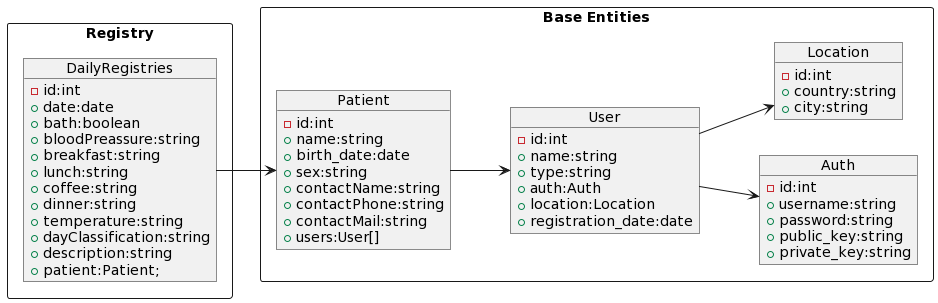 Registry
DailyRegistries
id:int
date:date
bath:boolean
bloodPreassure:string
breakfast:string
lunch:string
coffee:string
dinner:string
temperature:string
dayClassification:string
description:string
patient:Patient;
Base Entities
Patient
id:int
name:string
birth_date:date
sex:string
contactName:string
contactPhone:string
contactMail:string
users:User[]
User
id:int
name:string
type:string
auth:Auth
location:Location
registration_date:date
Location
id:int
country:string
city:string
Auth
id:int
username:string
password:string
public_key:string
private_key:string